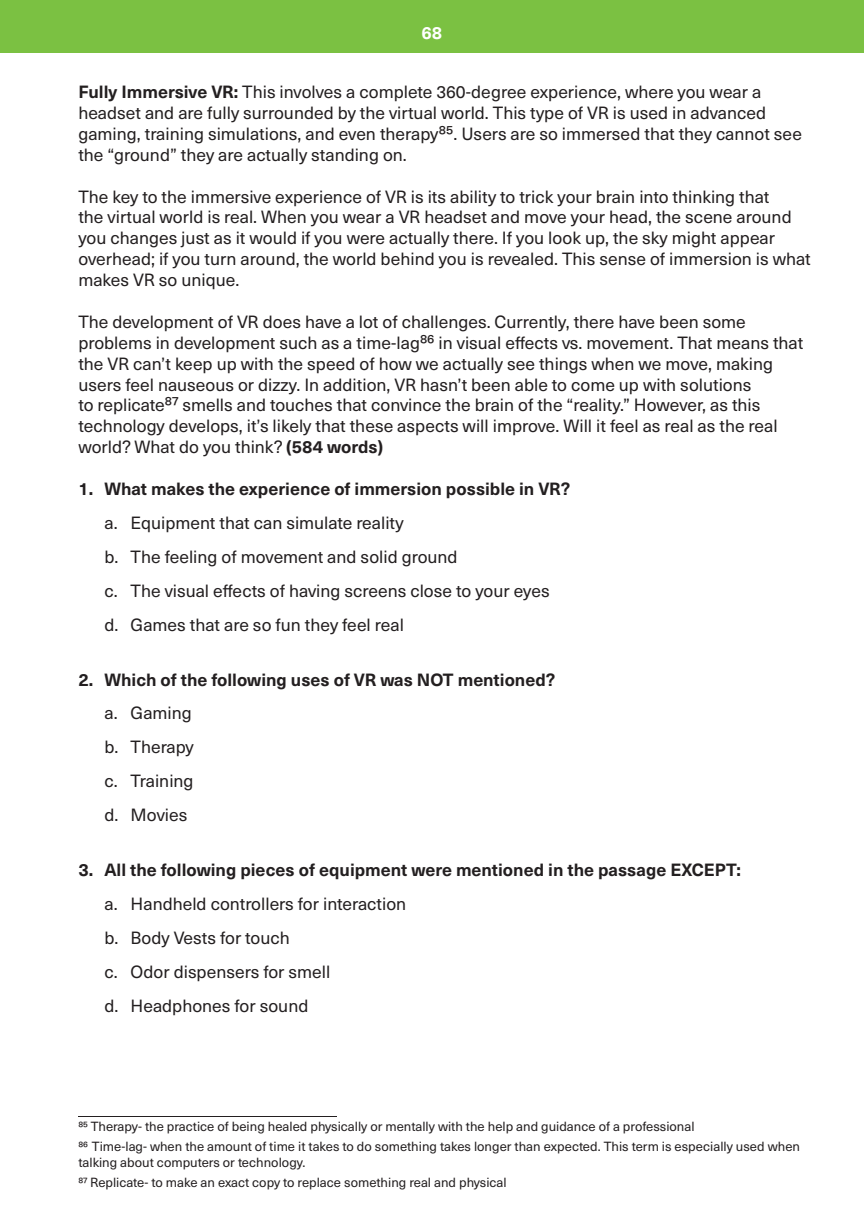 68
Fully Immersive VR: This involves a complete 360-degree experience, where you wear a
headset and are fully surrounded by the virtual world. This type of VR is used in advanced
gaming, training simulations, and even therapy⁸⁵. Users are so immersed that they cannot see
the “ground” they are actually standing on.
The key to the immersive experience of VR is its ability to trick your brain into thinking that
the virtual world is real. When you wear a VR headset and move your head, the scene around
you changes just as it would if you were actually there. If you look up, the sky might appear
overhead; if you turn around, the world behind you is revealed. This sense of immersion is what
makes VR so unique.
The development of VR does have a lot of challenges. Currently, there have been some
problems in development such as a time-lag⁸⁶ in visual effects vs. movement. That means that
the VR can’t keep up with the speed of how we actually see things when we move, making
users feel nauseous or dizzy. In addition, VR hasn’t been able to come up with solutions
to replicate⁸⁷ smells and touches that convince the brain of the “reality.” However, as this
technology develops, it’s likely that these aspects will improve. Will it feel as real as the real
world? What do you think? (584 words)
1. What makes the experience of immersion possible in VR?
a. Equipment that can simulate reality
b. The feeling of movement and solid ground
c. The visual effects of having screens close to your eyes
d. Games that are so fun they feel real
2. Which of the following uses of VR was NOT mentioned?
a. Gaming
b. Therapy
c. Training
d. Movies
3. All the following pieces of equipment were mentioned in the passage EXCEPT:
a. Handheld controllers for interaction
b. Body Vests for touch
c. Odor dispensers for smell
d. Headphones for sound
⁸⁵ Therapy- the practice of being healed physically or mentally with the help and guidance of a professional
⁸⁶ Time-lag- when the amount of time it takes to do something takes longer than expected. This term is especially used when
talking about computers or technology.
⁸⁷ Replicate- to make an exact copy to replace something real and physical